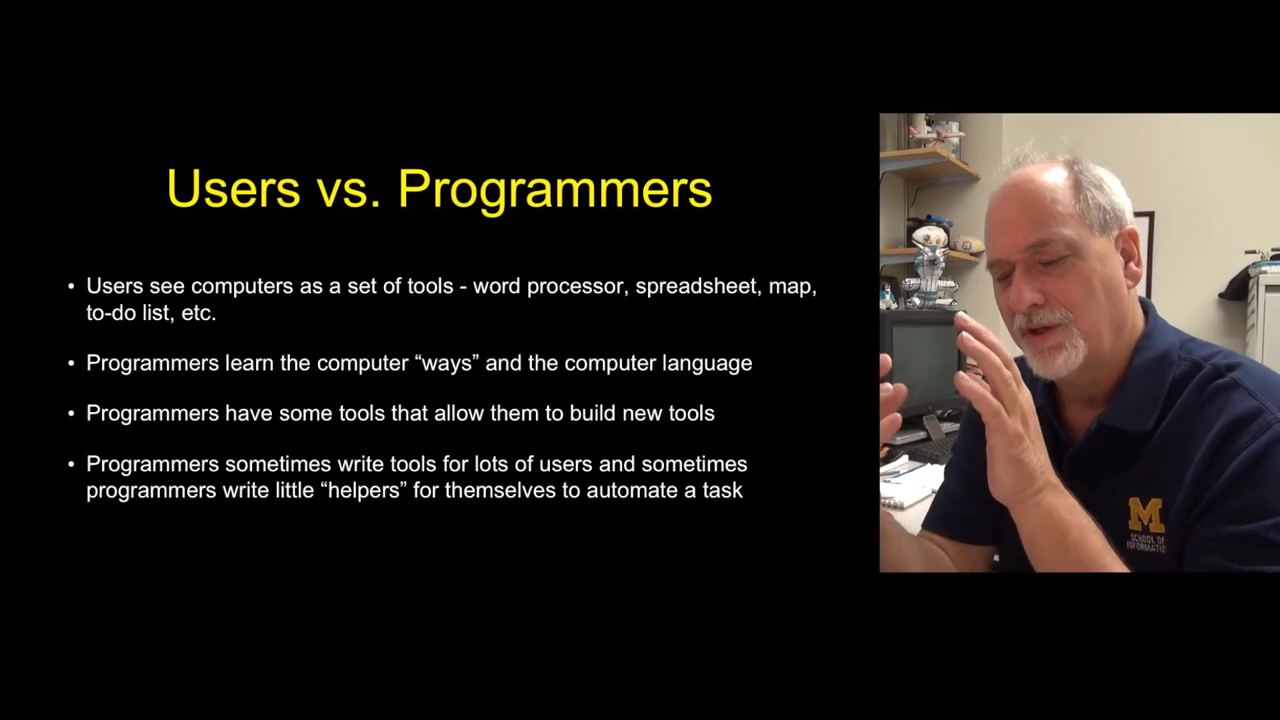 Users vs. Programmers
• Users see computers as a set of tools - word processor, spreadsheet, map,
to-do list, etc.
• Programmers learn the computer “ways” and the computer language
• Programmers have some tools that allow them to build new tools
• Programmers sometimes write tools for lots of users and sometimes
programmers write little “helpers” for themselves to automate a task
M
SCHOOL OF